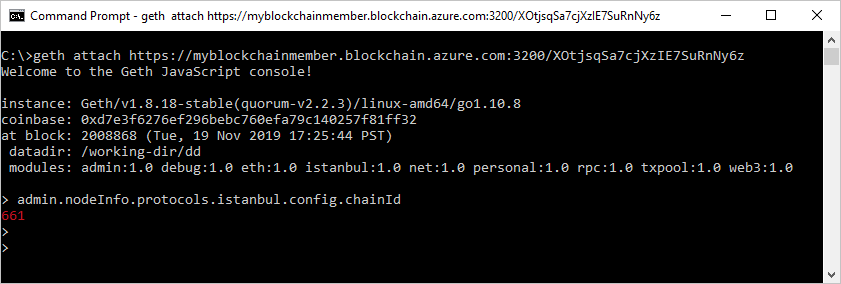 Command Prompt - geth attach https://myblockchainmember.blockchain.azure.com:3200/XOtjsqSa7cjXzIE7SuRnNy6z
C:\>geth attach https://myblockchainmember.blockchain.azure.com:3200/XOtjsqSa7cjXzIE7SuRnNy6z
Welcome to the Geth JavaScript console!
instance: Geth/v1.8.18-stable(quorum-v2.2.3)/linux-amd64/go1.10.8
coinbase: 0xd7e3f6276ef296bebc760efa79c140257f81ff32
at block: 2008868 (Tue, 19 Nov 2019 17:25:44 PST)
datadir: /working-dir/dd
modules: admin:1.0 debug:1.0 eth:1.0 istanbul:1.0 net:1.0 personal:1.0 rpc:1.0 txpool:1.0 web3:1.0
> admin.nodeInfo.protocols.istanbul.config.chainId
661
>
>